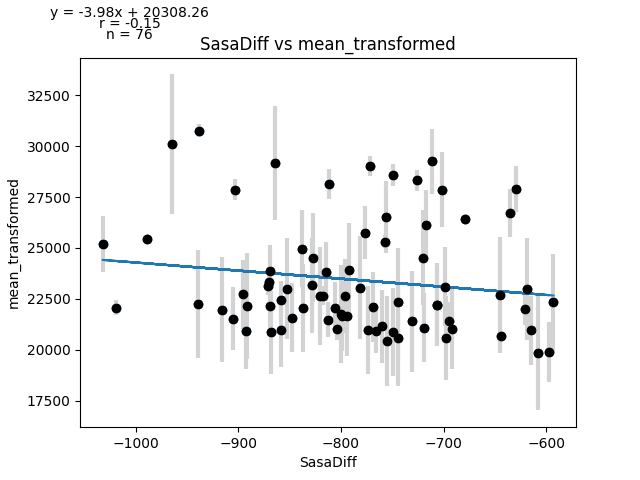 y = -3.98x + 20308.26
r = -0.15
n = 76
SasaDiff vs mean_transformed
32500
30000
27500
25000
22500
20000
17500
mean_transformed
−1000
−900
−800
−700
−600
SasaDiff